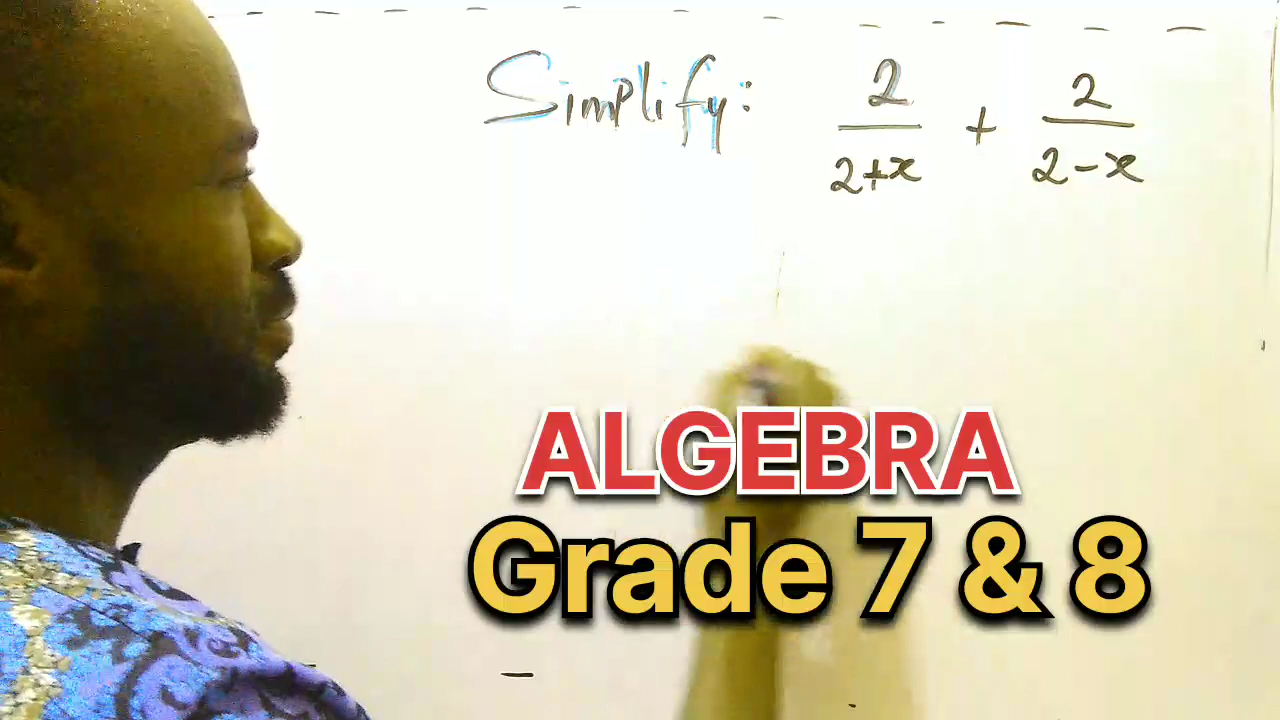 Simplify: 2/(2+x) + 2/(2-x)
ALGEBRA
Grade 7 & 8